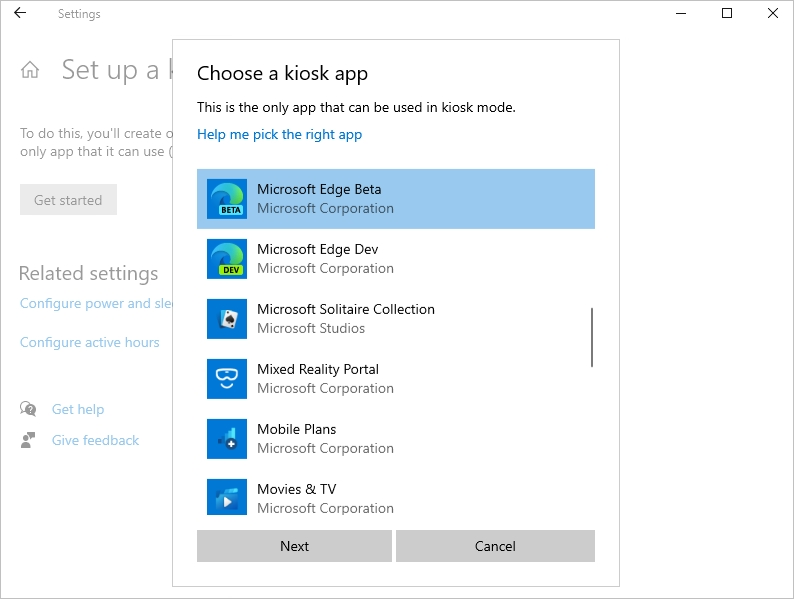 Settings
Set up a k
To do this, you'll create o
only app that it can use (
Get started
Related settings
Configure power and sle
Configure active hours
Get help
Give feedback
Choose a kiosk app
This is the only app that can be used in kiosk mode.
Help me pick the right app
BETA
Microsoft Edge Beta
Microsoft Corporation
DEV
Microsoft Edge Dev
Microsoft Corporation
Microsoft Solitaire Collection
Microsoft Studios
Mixed Reality Portal
Microsoft Corporation
Mobile Plans
Microsoft Corporation
Movies & TV
Microsoft Corporation
Next
Cancel